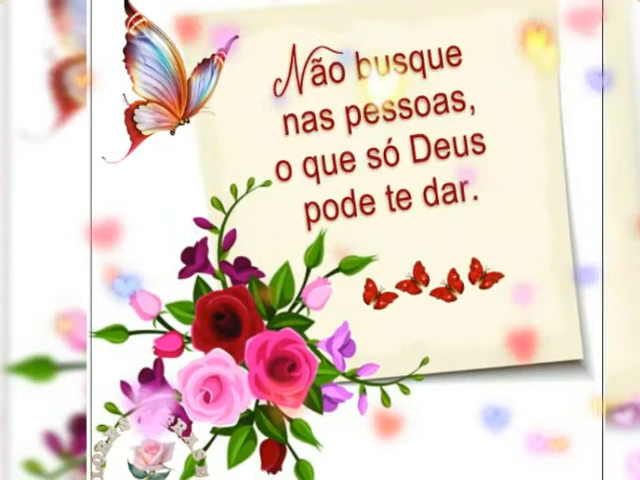 Não busque
nas pessoas,
o que só Deus
pode te dar.